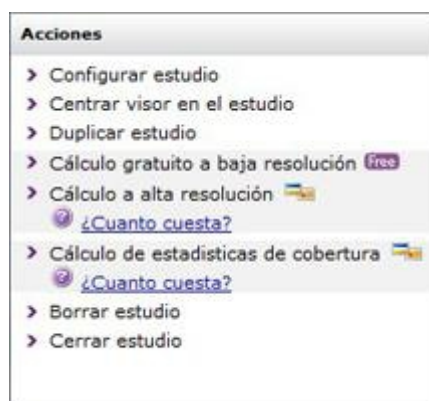 Acciones
Configurar estudio
Centrar visor en el estudio
Duplicar estudio
Cálculo gratuito a baja resolución Free
Cálculo a alta resolución
¿Cuanto cuesta?
Cálculo de estadisticas de cobertura
¿Cuanto cuesta?
Borrar estudio
Cerrar estudio